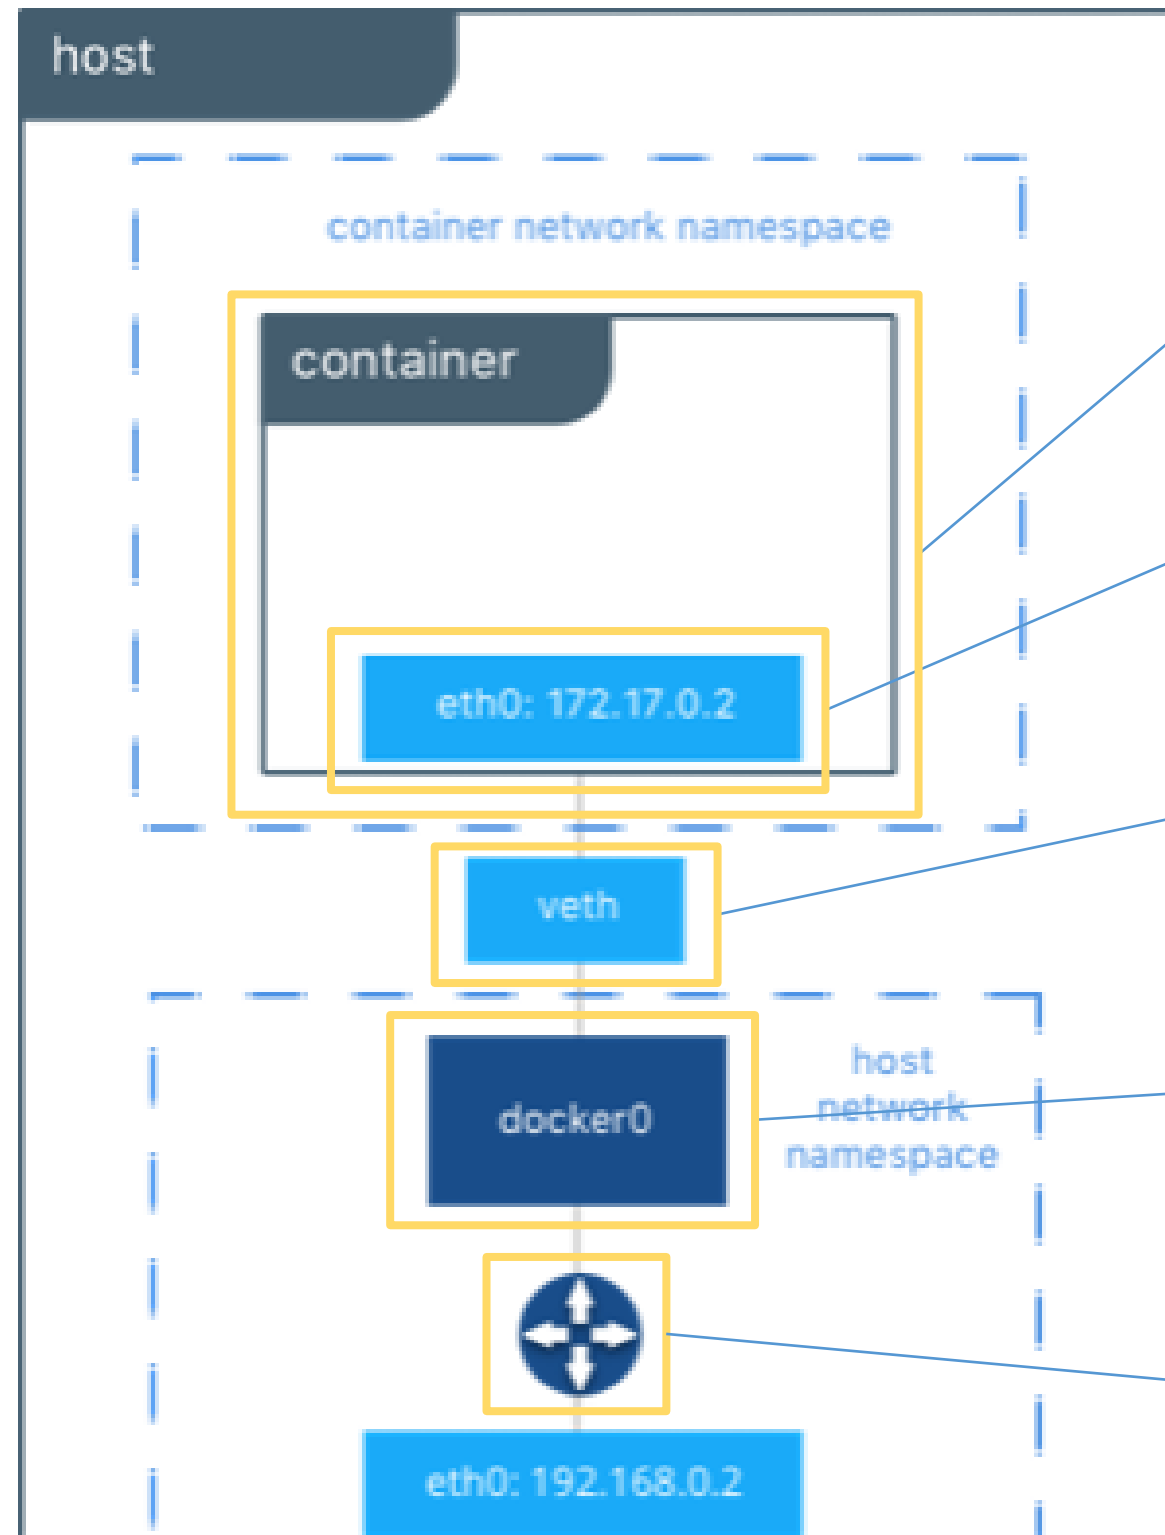 host
container network namespace
container
eth0: 172.17.0.2
veth
docker0
host
network
namespace
eth0: 192.168.0.2